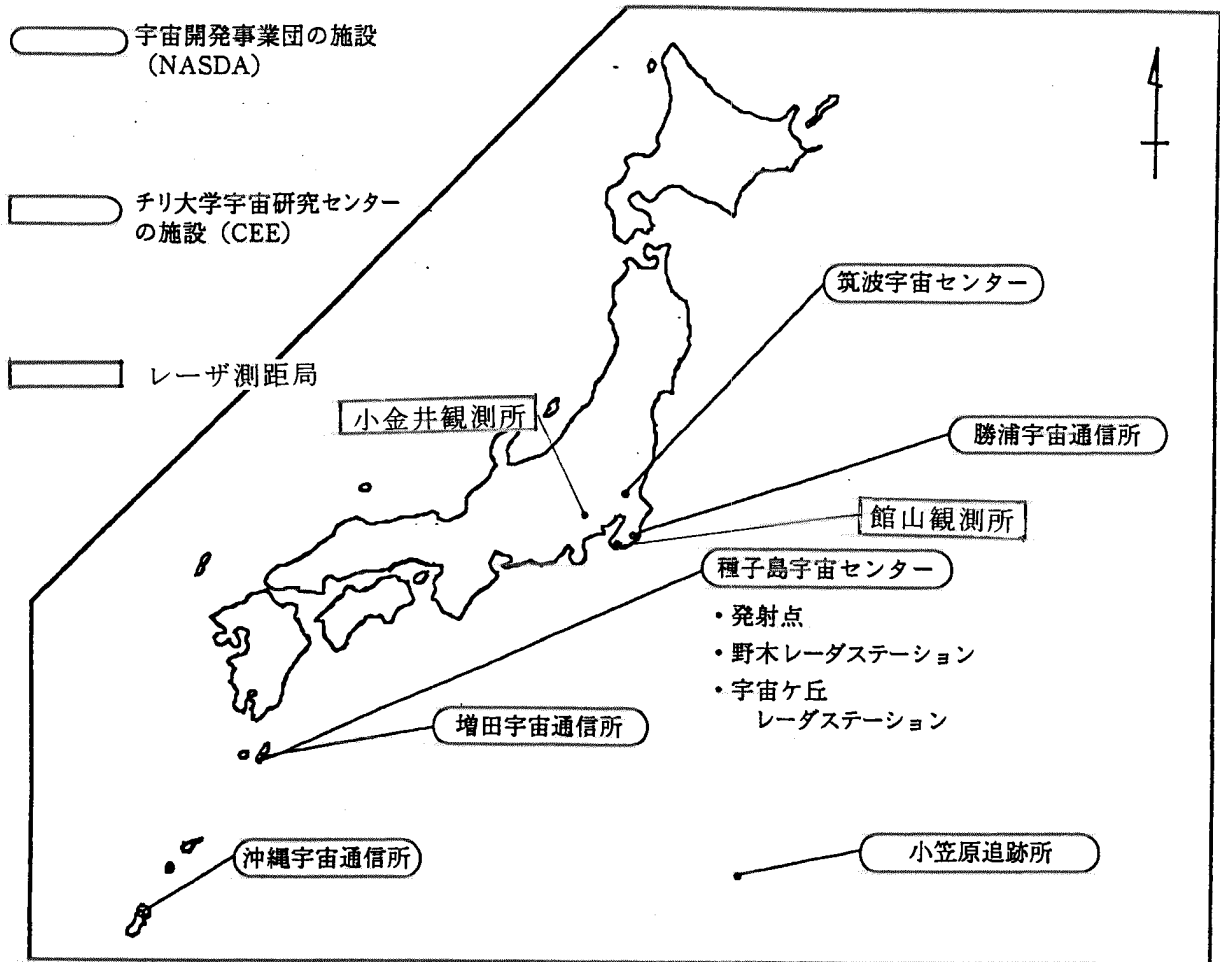 宇宙開発事業団の施設
(NASDA)
チリ大学宇宙研究センター
の施設 (CEE)
レーザ測距局
筑波宇宙センター
小金井観測所
勝浦宇宙通信所
館山観測所
種子島宇宙センター
・発射点
・野木レーダステーション
・宇宙ケ丘
レーダステーション
増田宇宙通信所
沖縄宇宙通信所
小笠原追跡所